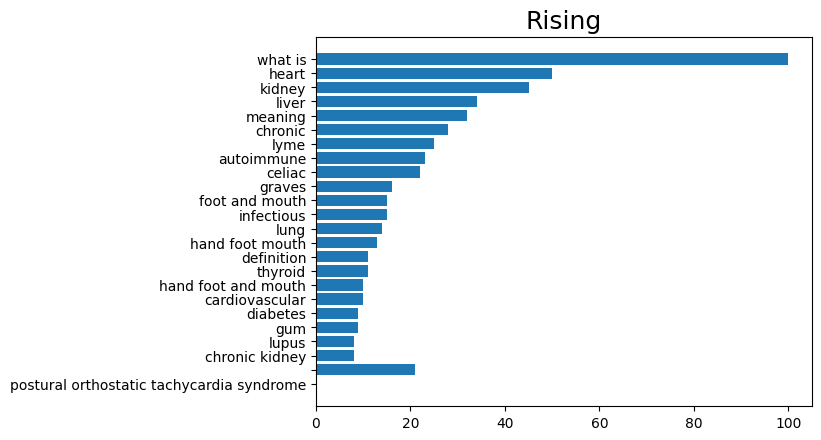 Rising
what is
heart
kidney
liver
meaning
chronic
lyme
autoimmune
celiac
graves
foot and mouth
infectious
lung
hand foot mouth
definition
thyroid
hand foot and mouth
cardiovascular
diabetes
gum
lupus
chronic kidney
postural orthostatic tachycardia syndrome
0 20 40 60 80 100